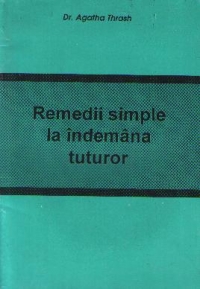 Dr. Agatha Thrash
Remedii simple
la îndemâna
tuturor